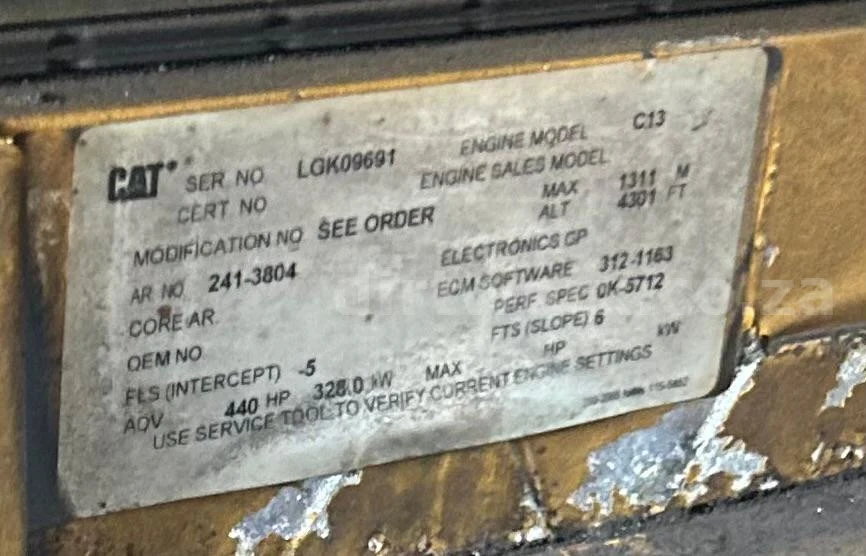 CAT SER NO LGK09691 ENGINE MODEL C13
CERT NO ENGINE SALES MODEL
MODIFICATION NO SEE ORDER MAX ALT 1311 M 4301 FT
AR NO 241-3804 ELECTRONICS GP
CORE AR ECM SOFTWARE 312-1163
OEM NO PERF SPEC 0K-5712
FLS (INTERCEPT) -5 FTS (SLOPE) 6
ADV 440 HP 328.0 kW MAX HP kW
USE SERVICE TOOL TO VERIFY CURRENT ENGINE SETTINGS
.co.za